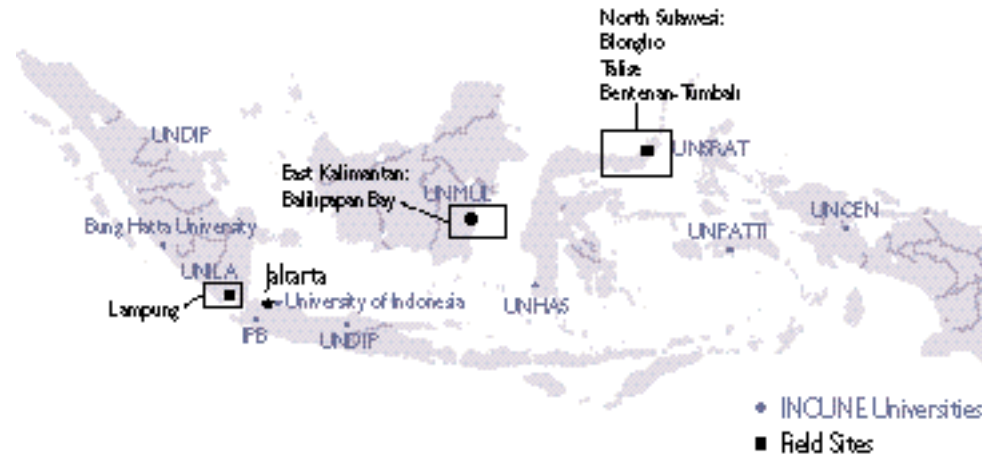 North Sulawesi:
Blongko
Talise
Bentenan-Tumbak
UNDIP
UNSRAT
East Kalimantan:
Balikpapan Bay
UNMUL
UNCEN
Bung Hatta University
UNPATTI
UNILA
Jakarta
Lampung
University of Indonesia
UNHAS
IPB
UNDIP
INCUNE Universities
Field Sites